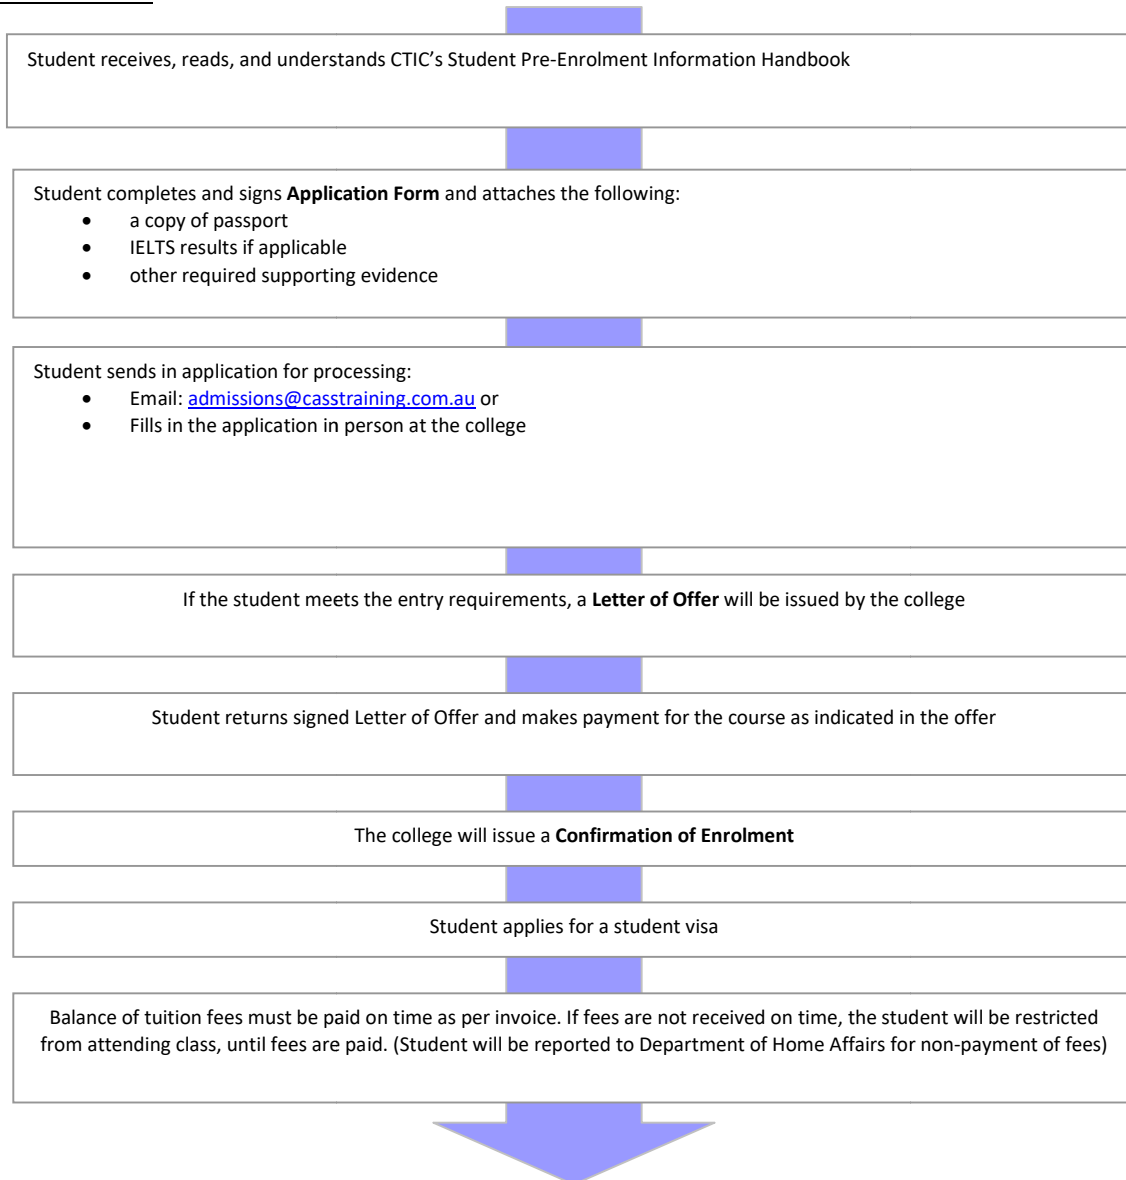 Student receives, reads, and understands CTIC’s Student Pre-Enrolment Information Handbook
Student completes and signs Application Form and attaches the following:
• a copy of passport
• IELTS results if applicable
• other required supporting evidence
Student sends in application for processing:
• Email: admissions@casstraining.com.au or
• Fills in the application in person at the college
If the student meets the entry requirements, a Letter of Offer will be issued by the college
Student returns signed Letter of Offer and makes payment for the course as indicated in the offer
The college will issue a Confirmation of Enrolment
Student applies for a student visa
Balance of tuition fees must be paid on time as per invoice. If fees are not received on time, the student will be restricted
from attending class, until fees are paid. (Student will be reported to Department of Home Affairs for non-payment of fees)